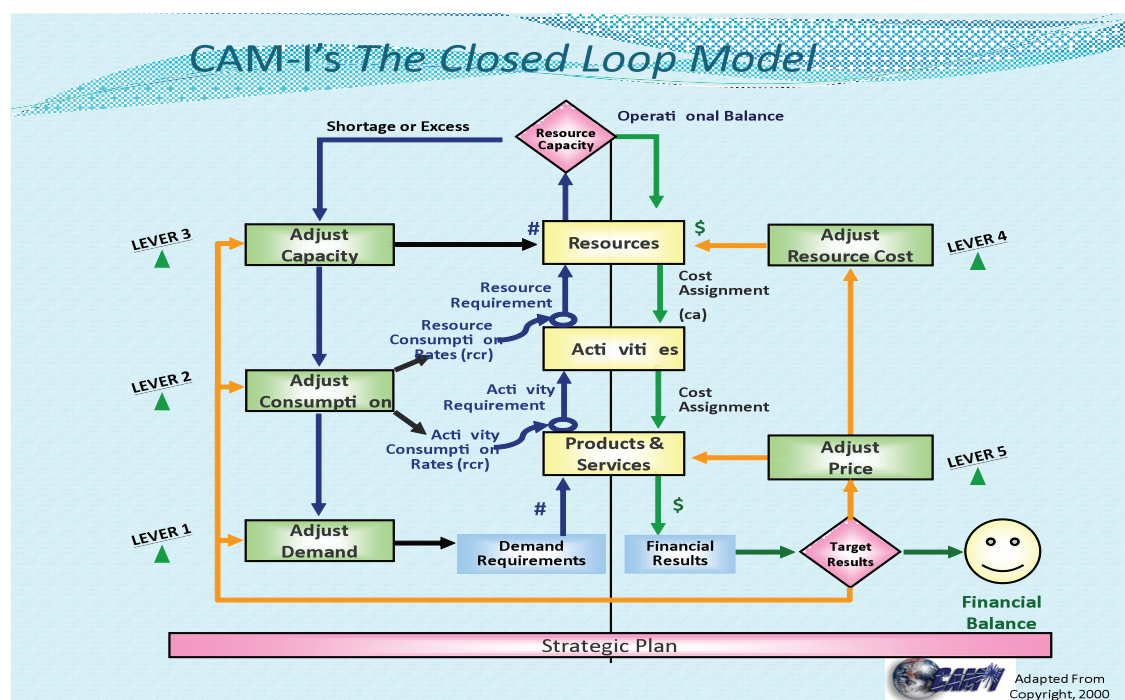 CAM-I's The Closed Loop Model
Shortage or Excess
Resource
Capacity
Operati onal Balance
LEVER 3
Adjust
Capacity
#
Resources
$
Adjust
Resource Cost
LEVER 4
Resource
Requirement
Cost
Assignment
(ca)
Resource
Consumpti on
Rates (rcr)
Acti viti es
LEVER 2
Adjust
Consumpti on
Acti vity
Requirement
Cost
Assignment
Acti vity
Consumpti on
Rates (rcr)
Products &
Services
Adjust
Price
LEVER 5
#
$
LEVER 1
Adjust
Demand
Demand
Requirements
Financial
Results
Target
Results
Financial
Balance
Strategic Plan
CAM-I
Adapted From
Copyright, 2000